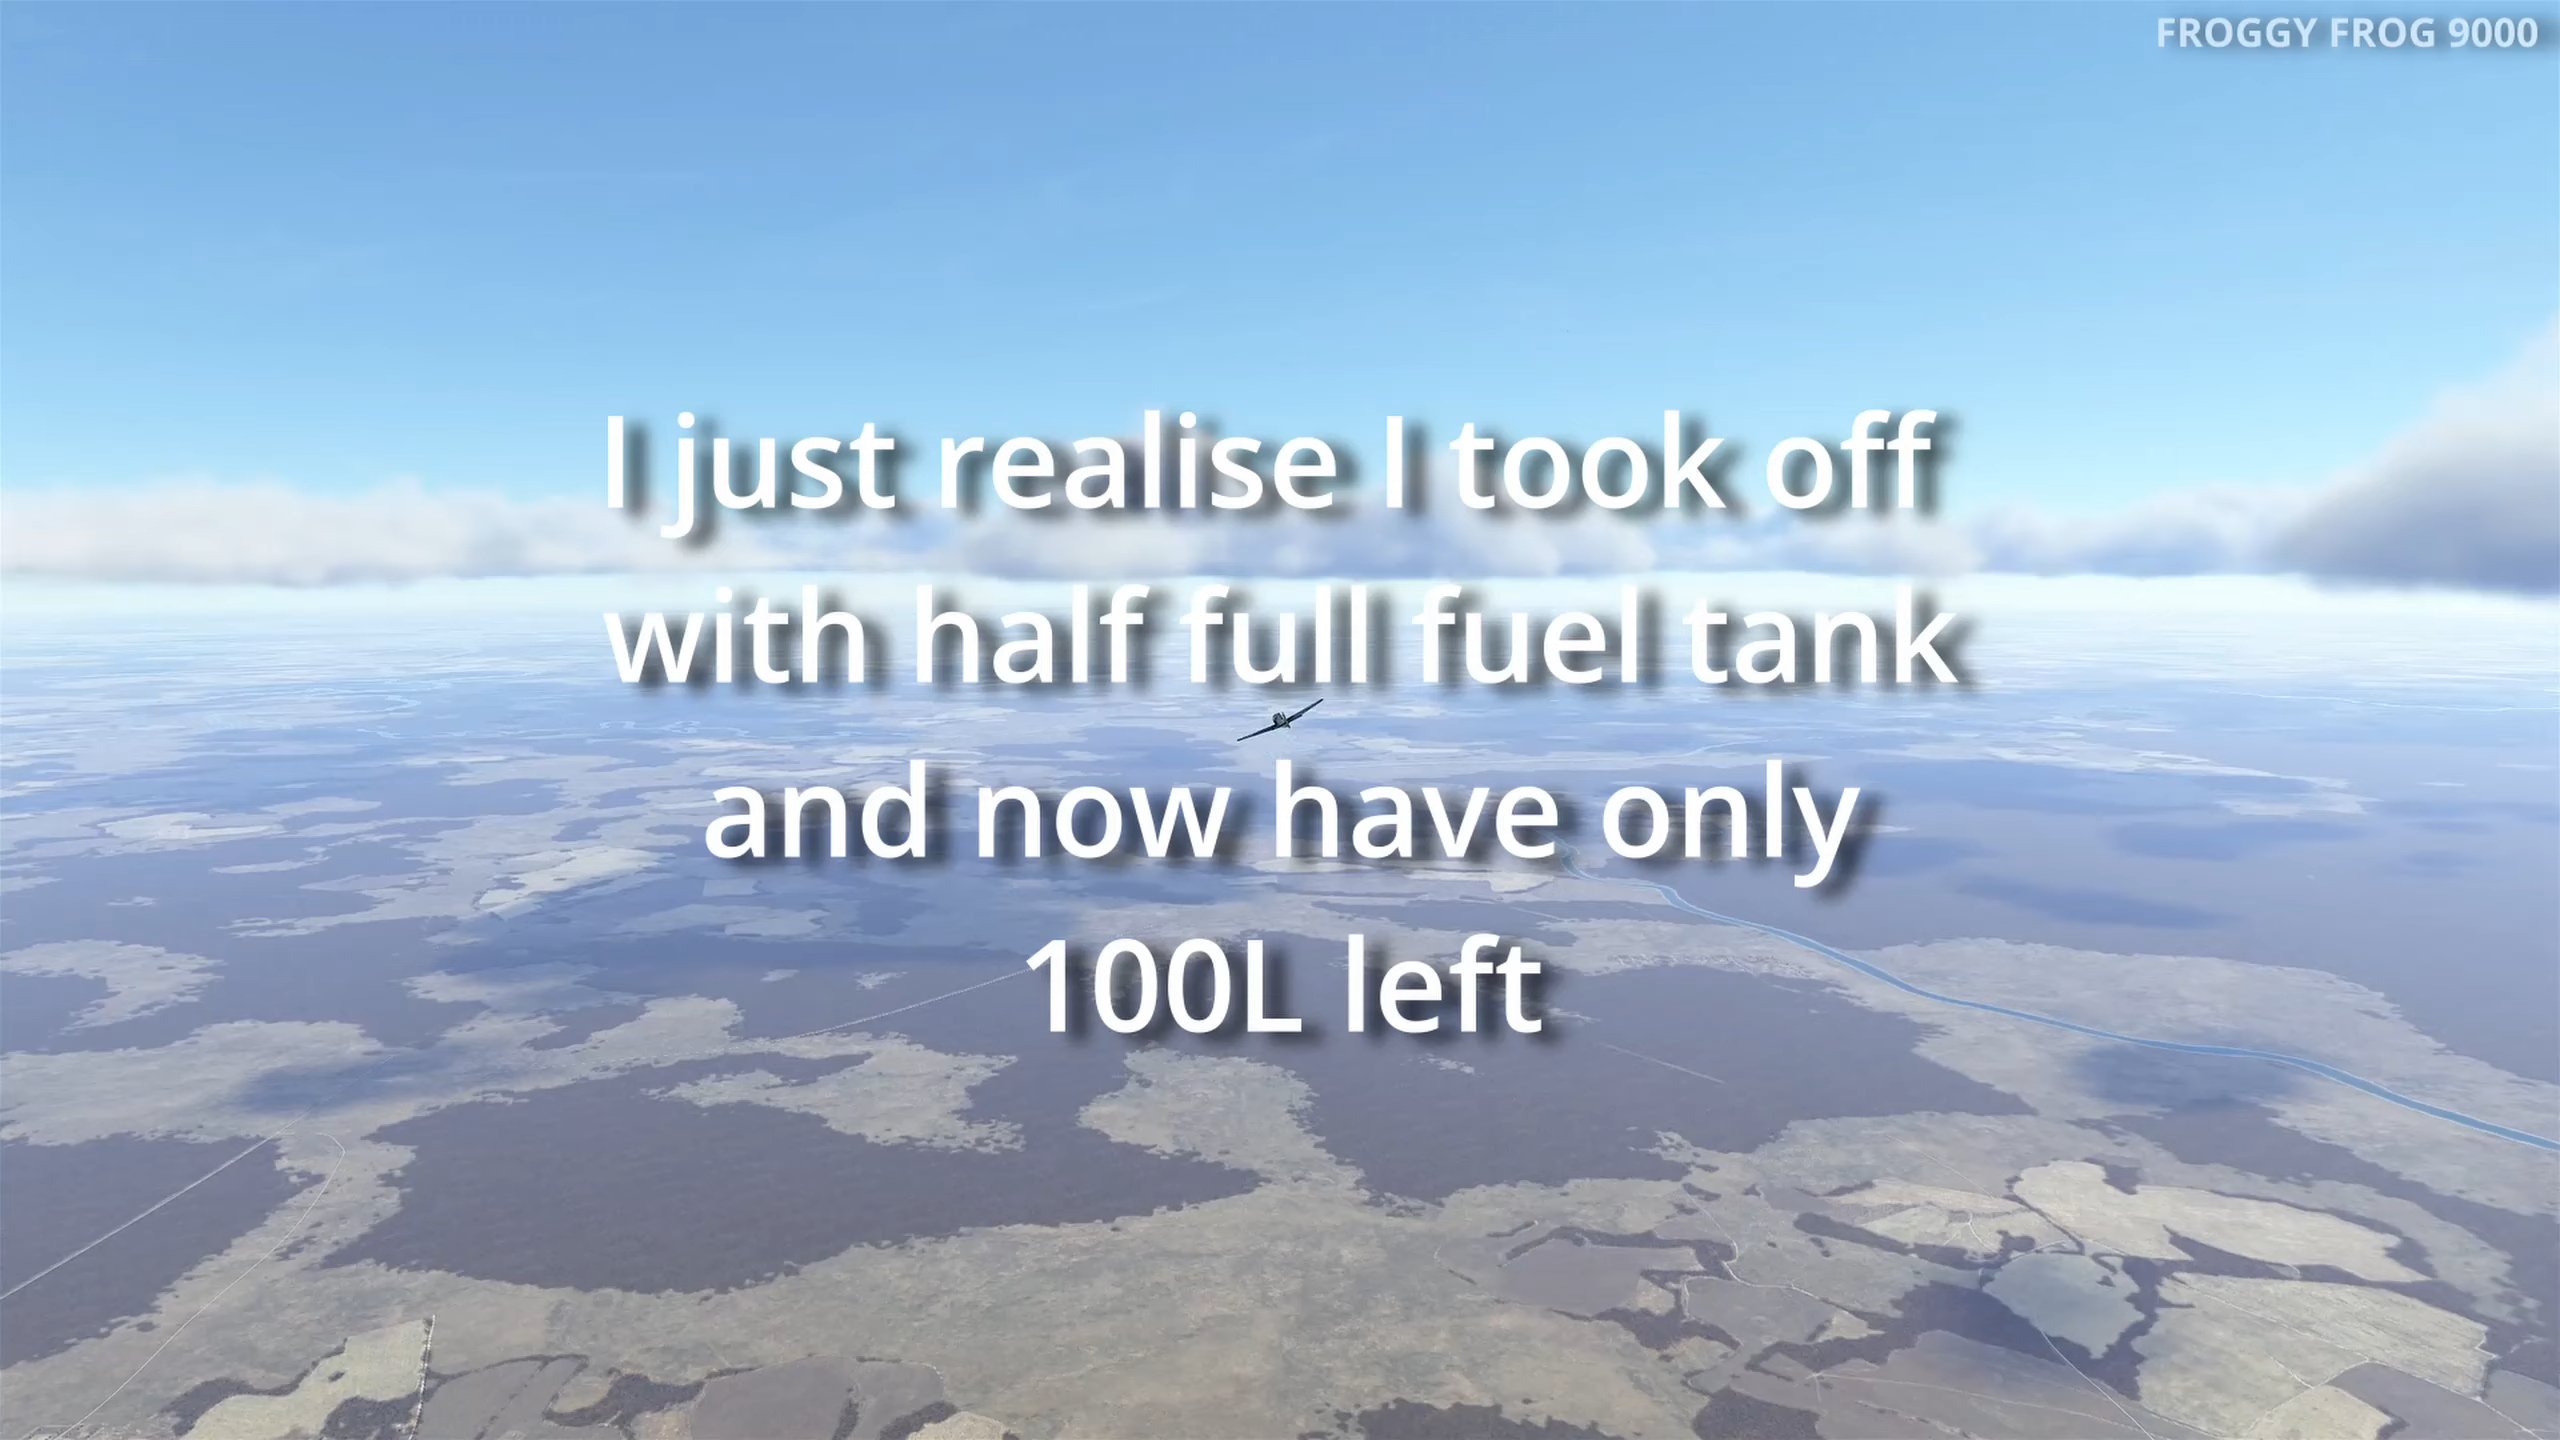 FROGGY FROG 9000
I just realise I took off
with half full fuel tank
and now have only
100L left